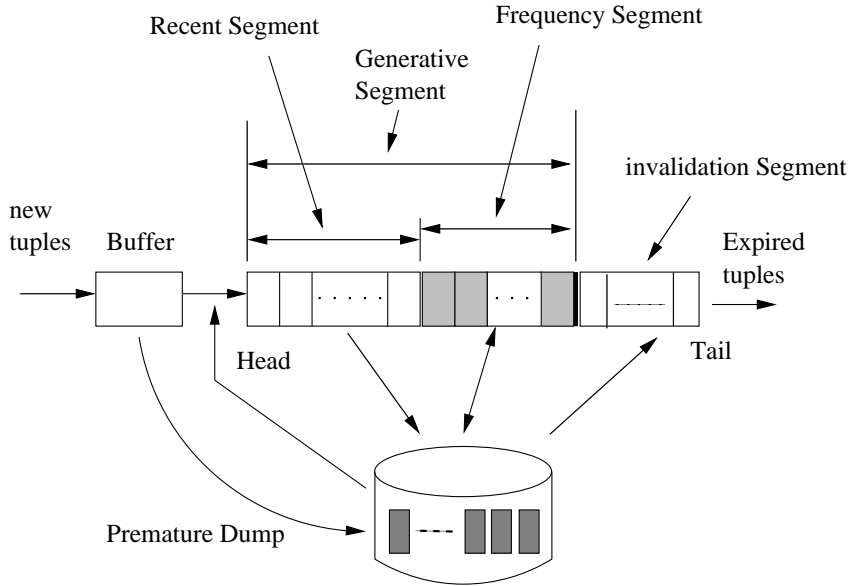 Recent Segment
Frequency Segment
Generative
Segment
invalidation Segment
new
tuples
Buffer
Expired
tuples
Head
Tail
Premature Dump